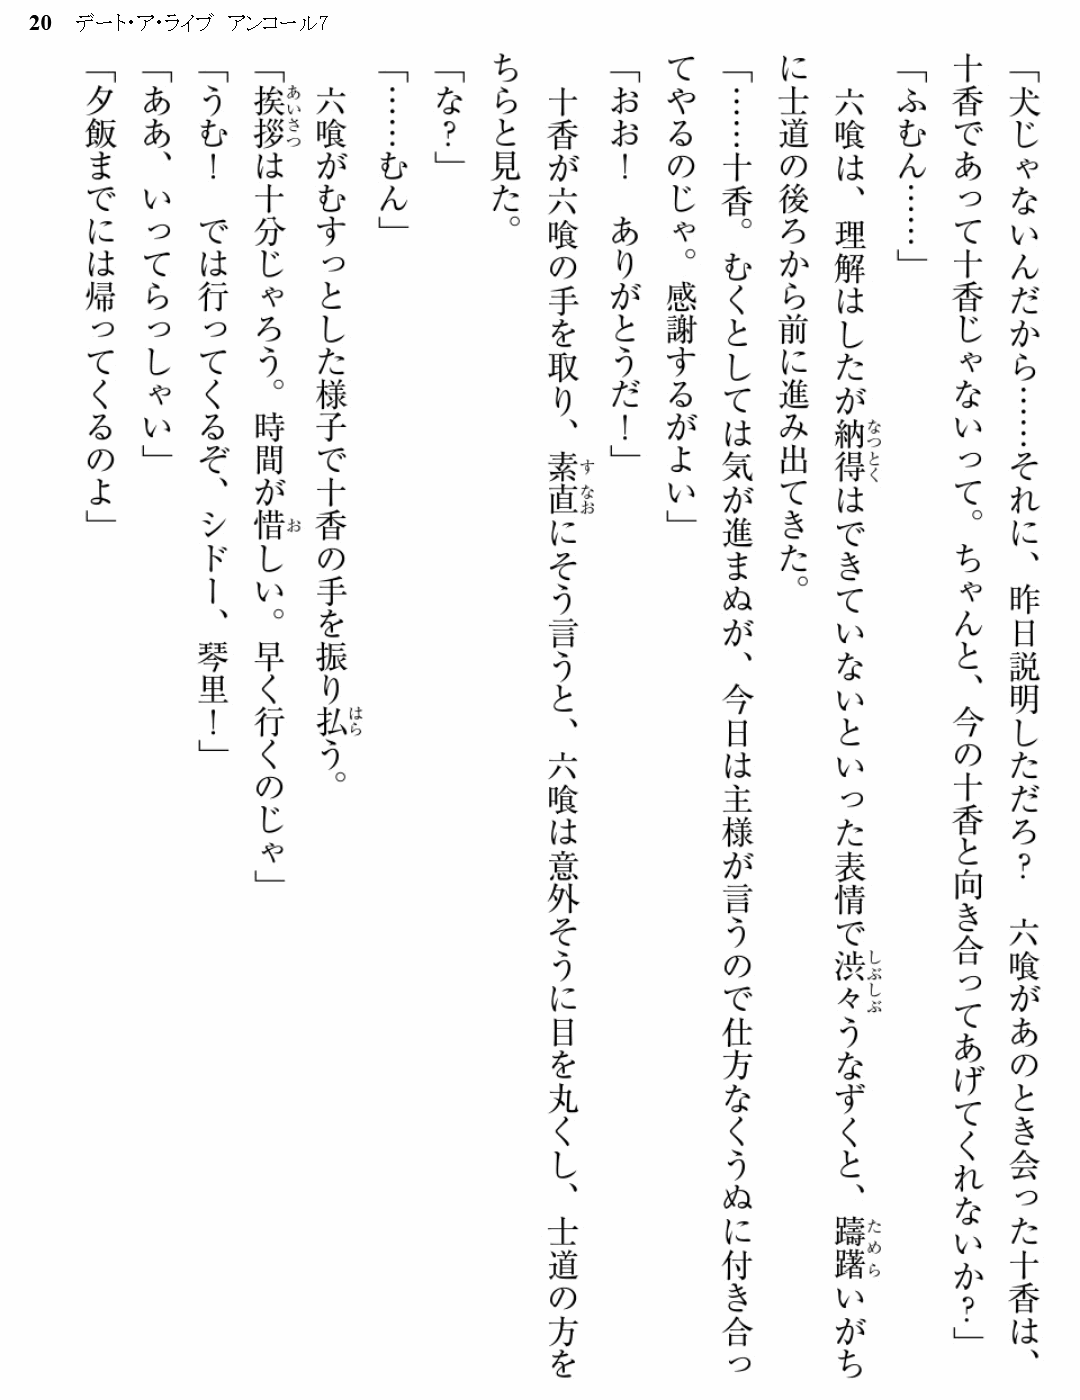 20 デート・ア・ライブ アンコール7
「犬じゃないんだから……それに、昨日説明しただろ？　六喰があのとき会った十香は、
十香であって十香じゃないって。ちゃんと、今の十香と向き合ってあげてくれないか？」
「ふむん……」
　六喰は、理解はしたが納得はできていないといった表情で渋々うなずくと、躊躇いがち
に士道の後ろから前に進み出てきた。
「……十香。むくとしては気が進まぬが、今日は主様が言うので仕方なくうぬに付き合っ
てやるのじゃ。感謝するがよい」
「おお！　ありがとうだ！」
　十香が六喰の手を取り、素直にそう言うと、六喰は意外そうに目を丸くし、士道の方を
ちらと見た。
「な？」
「……むん」
　六喰がむすっとした様子で十香の手を振り払う。
「挨拶は十分じゃろう。時間が惜しい。早く行くのじゃ」
「うむ！　では行ってくるぞ、シドー、琴里！」
「ああ、いってらっしゃい」
「夕飯までには帰ってくるのよ」